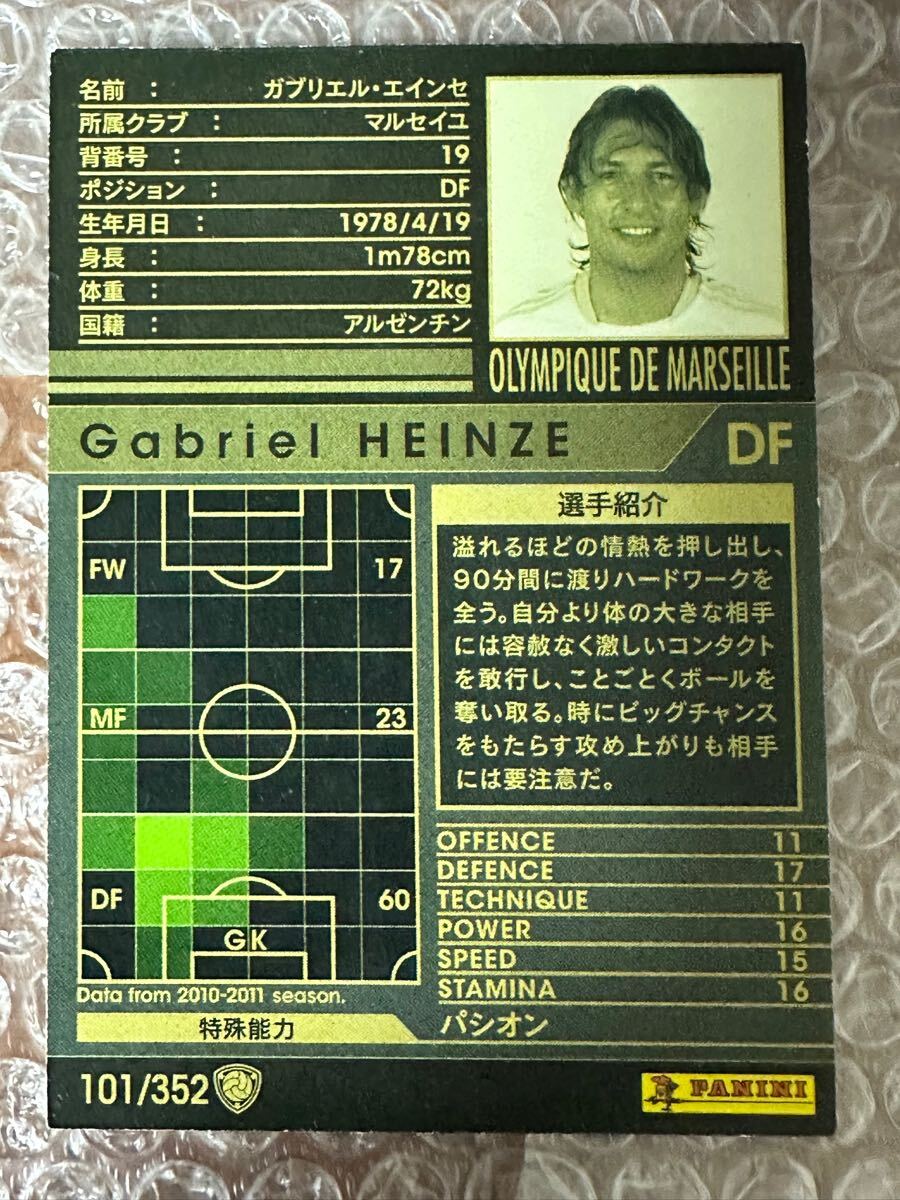 名前 : ガブリエル・エインセ
所属クラブ : マルセイユ
背番号 : 19
ポジション : DF
生年月日 : 1978/4/19
身長 : 1m78cm
体重 : 72kg
国籍 : アルゼンチン
OLYMPIQUE DE MARSEILLE
Gabriel HEINZE DF
FW 17
MF 23
DF 60
GK
Data from 2010-2011 season.
選手紹介
溢れるほどの情熱を押し出し、
90分間に渡りハードワークを
全う。自分より体の大きな相手
には容赦なく激しいコンタクト
を敢行し、ことごとくボールを
奪い取る。時にビッグチャンス
をもたらす攻め上がりも相手
には要注意だ。
OFFENCE 11
DEFENCE 17
TECHNIQUE 11
POWER 16
SPEED 15
STAMINA 16
特殊能力 パシオン
101/352
PANINI